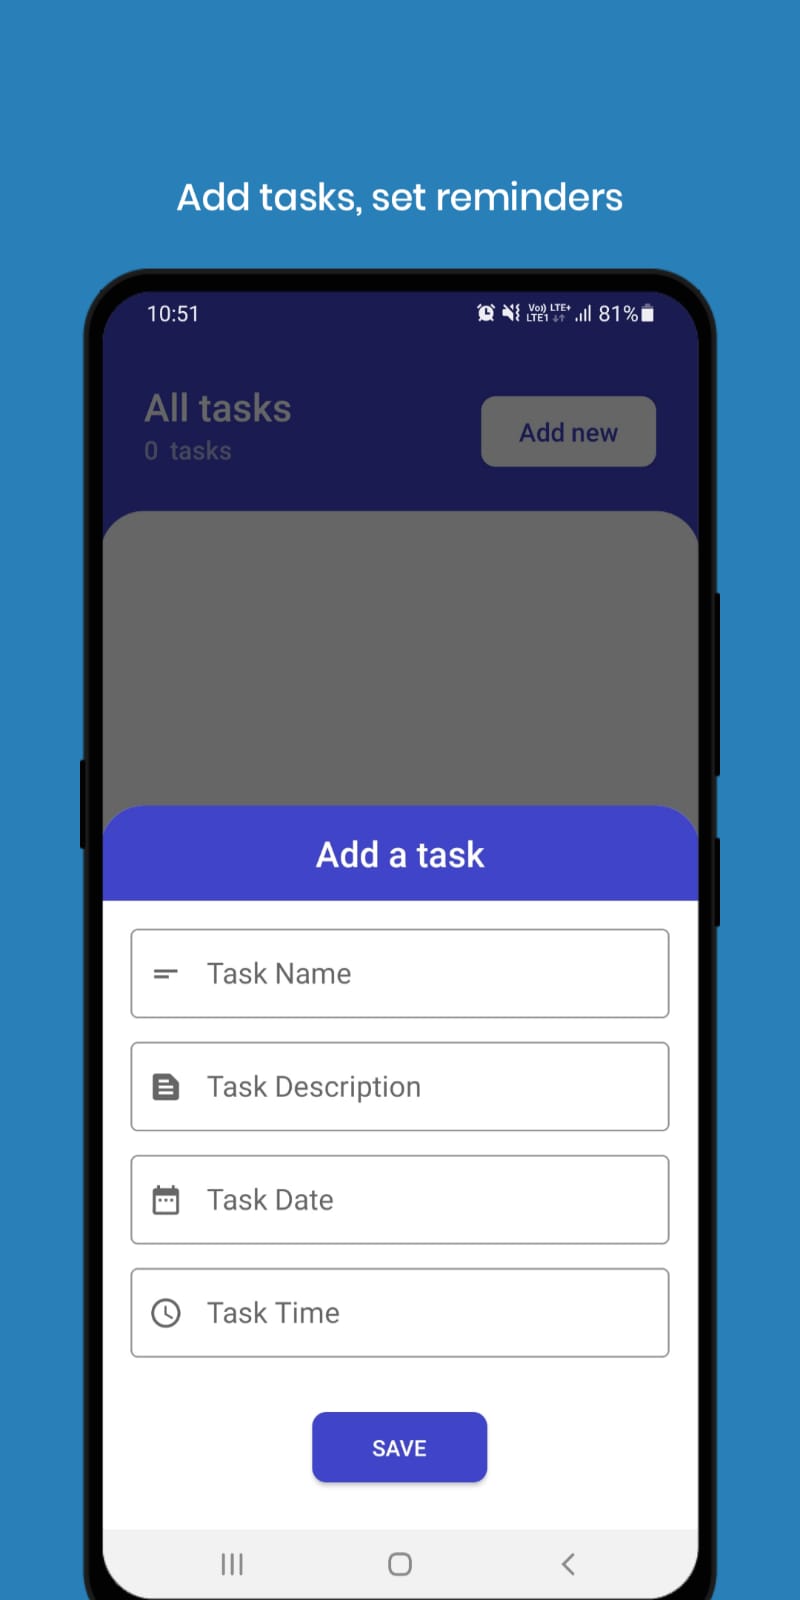 Add tasks, set reminders
10:51 Vo)) LTE+ LTE1 81%
All tasks
0 tasks
Add new
Add a task
Task Name
Task Description
Task Date
Task Time
SAVE